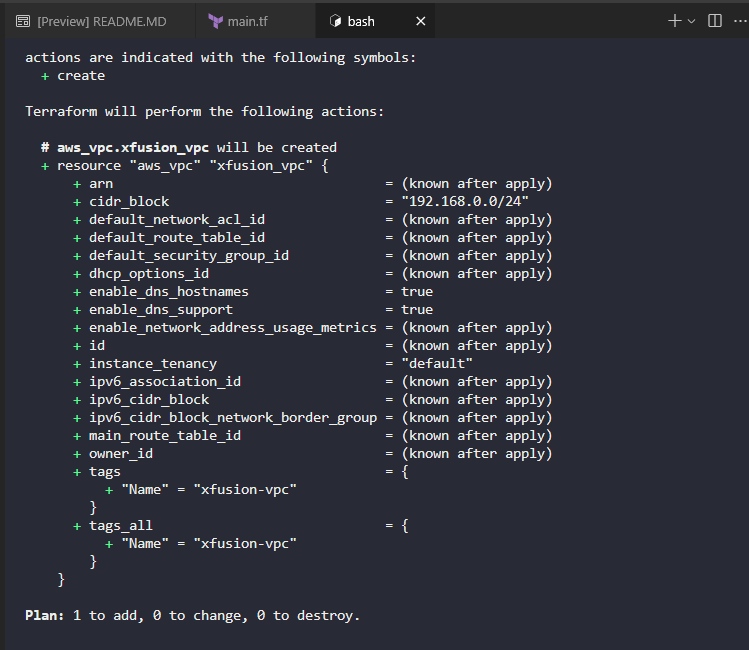 [Preview] README.MD main.tf bash
actions are indicated with the following symbols:
+ create
Terraform will perform the following actions:
# aws_vpc.xfusion_vpc will be created
+ resource "aws_vpc" "xfusion_vpc" {
+ arn = (known after apply)
+ cidr_block = "192.168.0.0/24"
+ default_network_acl_id = (known after apply)
+ default_route_table_id = (known after apply)
+ default_security_group_id = (known after apply)
+ dhcp_options_id = (known after apply)
+ enable_dns_hostnames = true
+ enable_dns_support = true
+ enable_network_address_usage_metrics = (known after apply)
+ id = (known after apply)
+ instance_tenancy = "default"
+ ipv6_association_id = (known after apply)
+ ipv6_cidr_block = (known after apply)
+ ipv6_cidr_block_network_border_group = (known after apply)
+ main_route_table_id = (known after apply)
+ owner_id = (known after apply)
+ tags = {
+ "Name" = "xfusion-vpc"
}
+ tags_all = {
+ "Name" = "xfusion-vpc"
}
}
Plan: 1 to add, 0 to change, 0 to destroy.